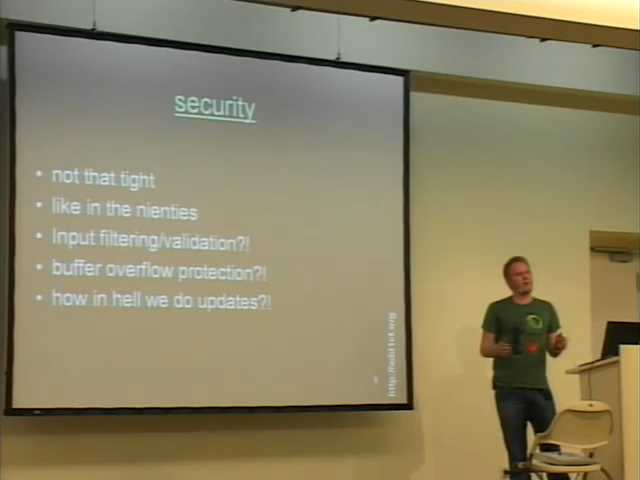 security
• not that tight
• like in the nienties
• Input filtering/validation?!
• buffer overflow protection?!
• how in hell we do updates?!